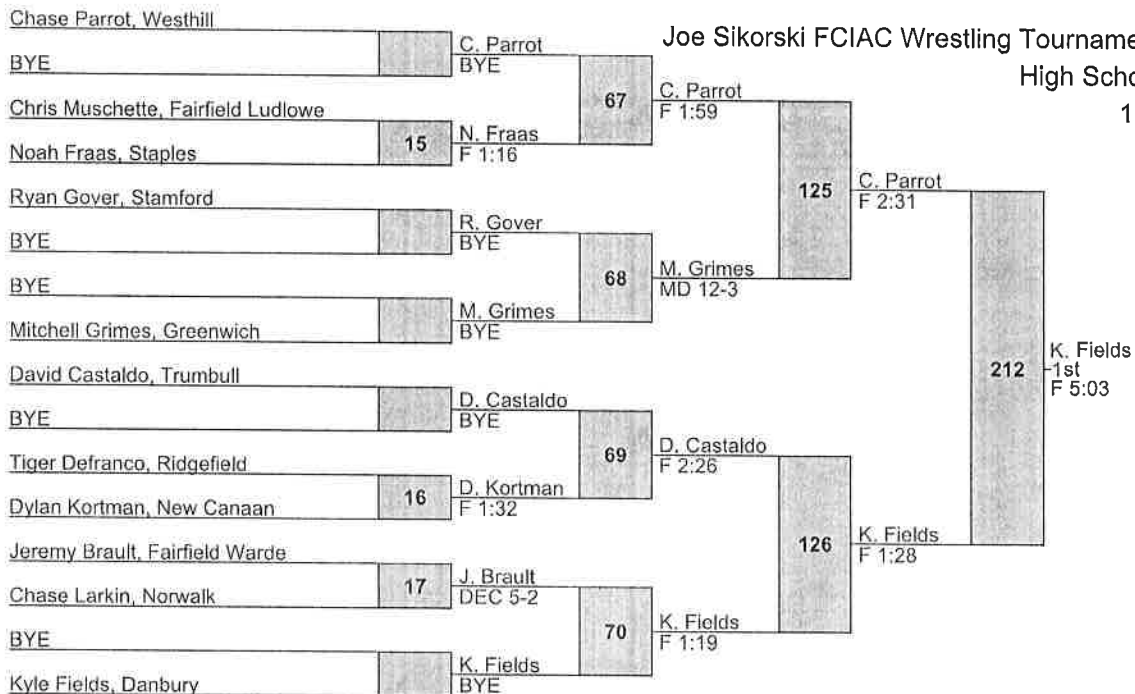 Joe Sikorski FCIAC Wrestling Tourname
High Scho
1
Chase Parrot, Westhill
BYE
C. Parrot
BYE
Chris Muschette, Fairfield Ludlowe
Noah Fraas, Staples
15
N. Fraas
F 1:16
67
C. Parrot
F 1:59
Ryan Gover, Stamford
BYE
R. Gover
BYE
BYE
Mitchell Grimes, Greenwich
M. Grimes
BYE
68
M. Grimes
MD 12-3
125
C. Parrot
F 2:31
David Castaldo, Trumbull
BYE
D. Castaldo
BYE
Tiger Defranco, Ridgefield
Dylan Kortman, New Canaan
16
D. Kortman
F 1:32
69
D. Castaldo
F 2:26
Jeremy Brault, Fairfield Warde
Chase Larkin, Norwalk
17
J. Brault
DEC 5-2
BYE
Kyle Fields, Danbury
K. Fields
BYE
70
K. Fields
F 1:19
126
K. Fields
F 1:28
212
K. Fields
1st
F 5:03